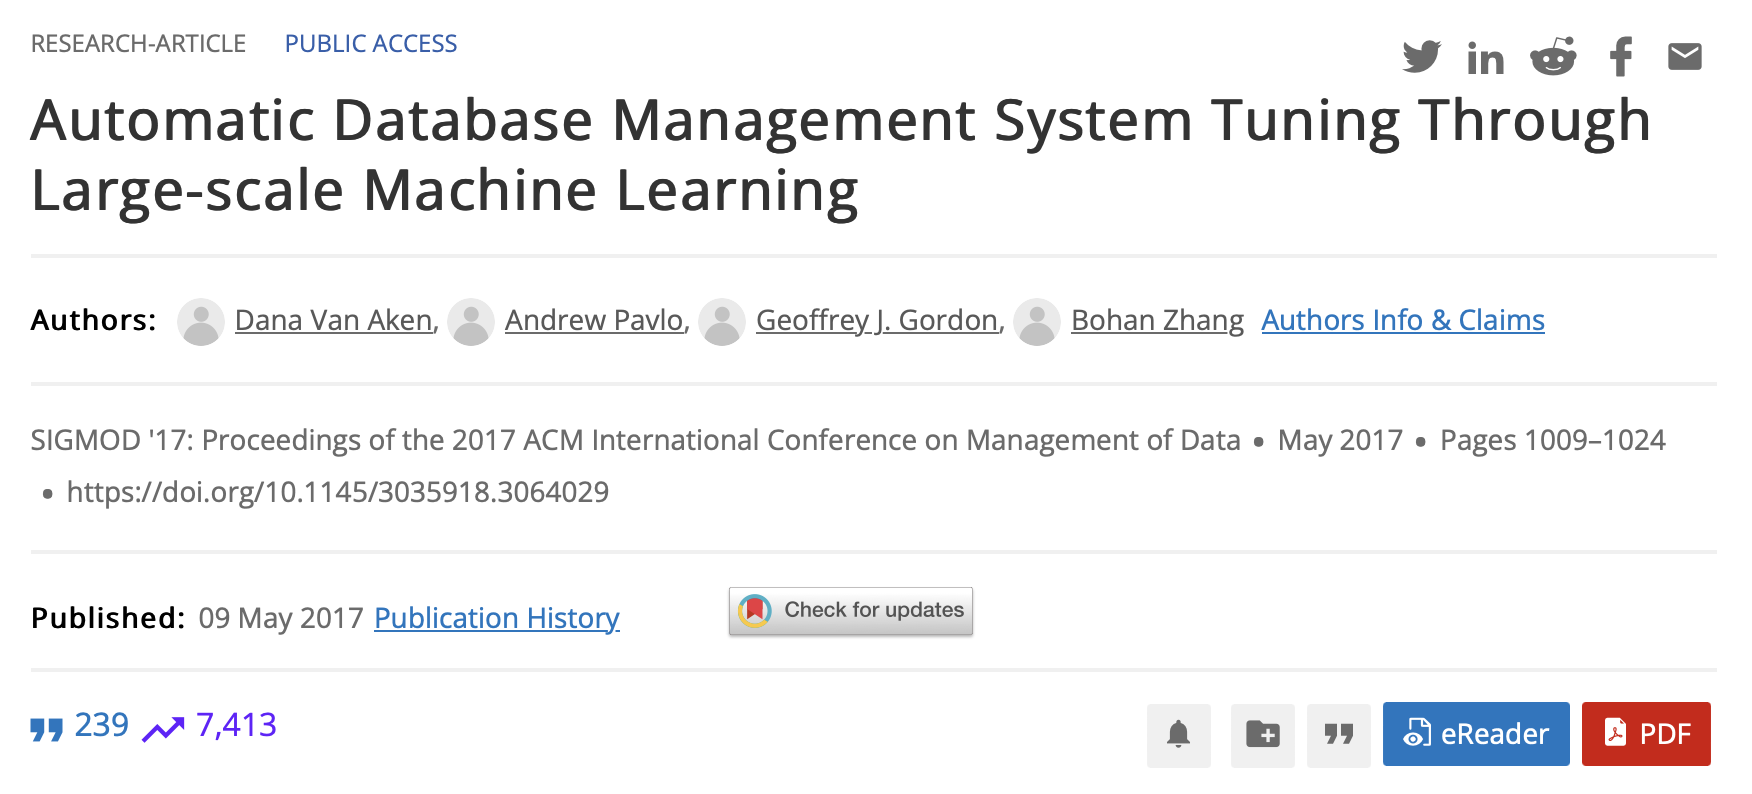 RESEARCH-ARTICLE PUBLIC ACCESS
Automatic Database Management System Tuning Through
Large-scale Machine Learning
Authors: Dana Van Aken, Andrew Pavlo, Geoffrey J. Gordon, Bohan Zhang Authors Info & Claims
SIGMOD '17: Proceedings of the 2017 ACM International Conference on Management of Data • May 2017 • Pages 1009–1024
• https://doi.org/10.1145/3035918.3064029
Published: 09 May 2017 Publication History Check for updates
239 7,413 eReader PDF